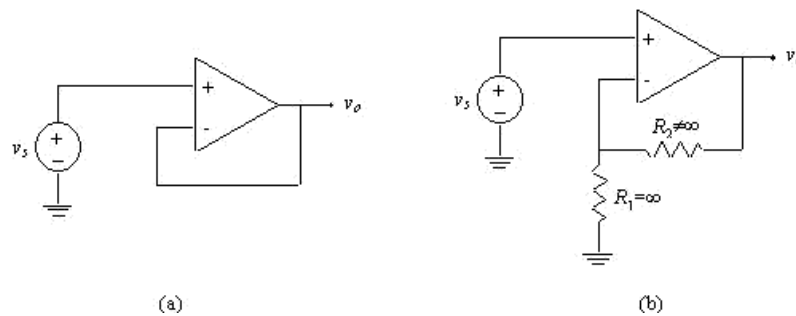 +
-
v_s
+
−
v_o
(a)
+
-
v_s
+
−
R_2≠∞
R_1=∞
(b)